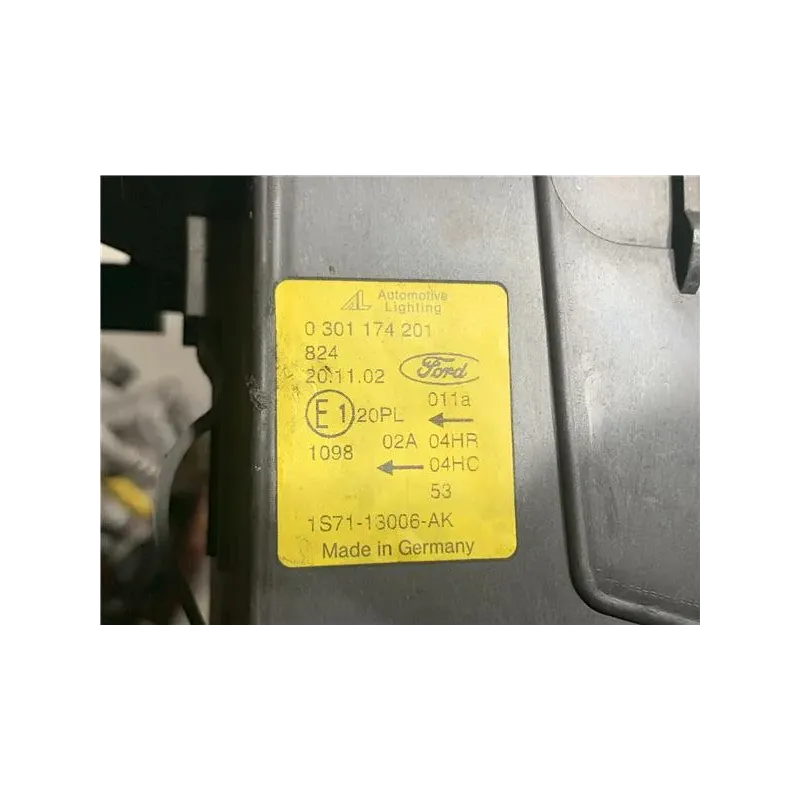 AL Automotive
Lighting
0 301 174 201
824
20.11.02
Ford
E1
20PL
011a
←
02A 04HR
1098
← 04HC
53
1S71-13006-AK
Made in Germany